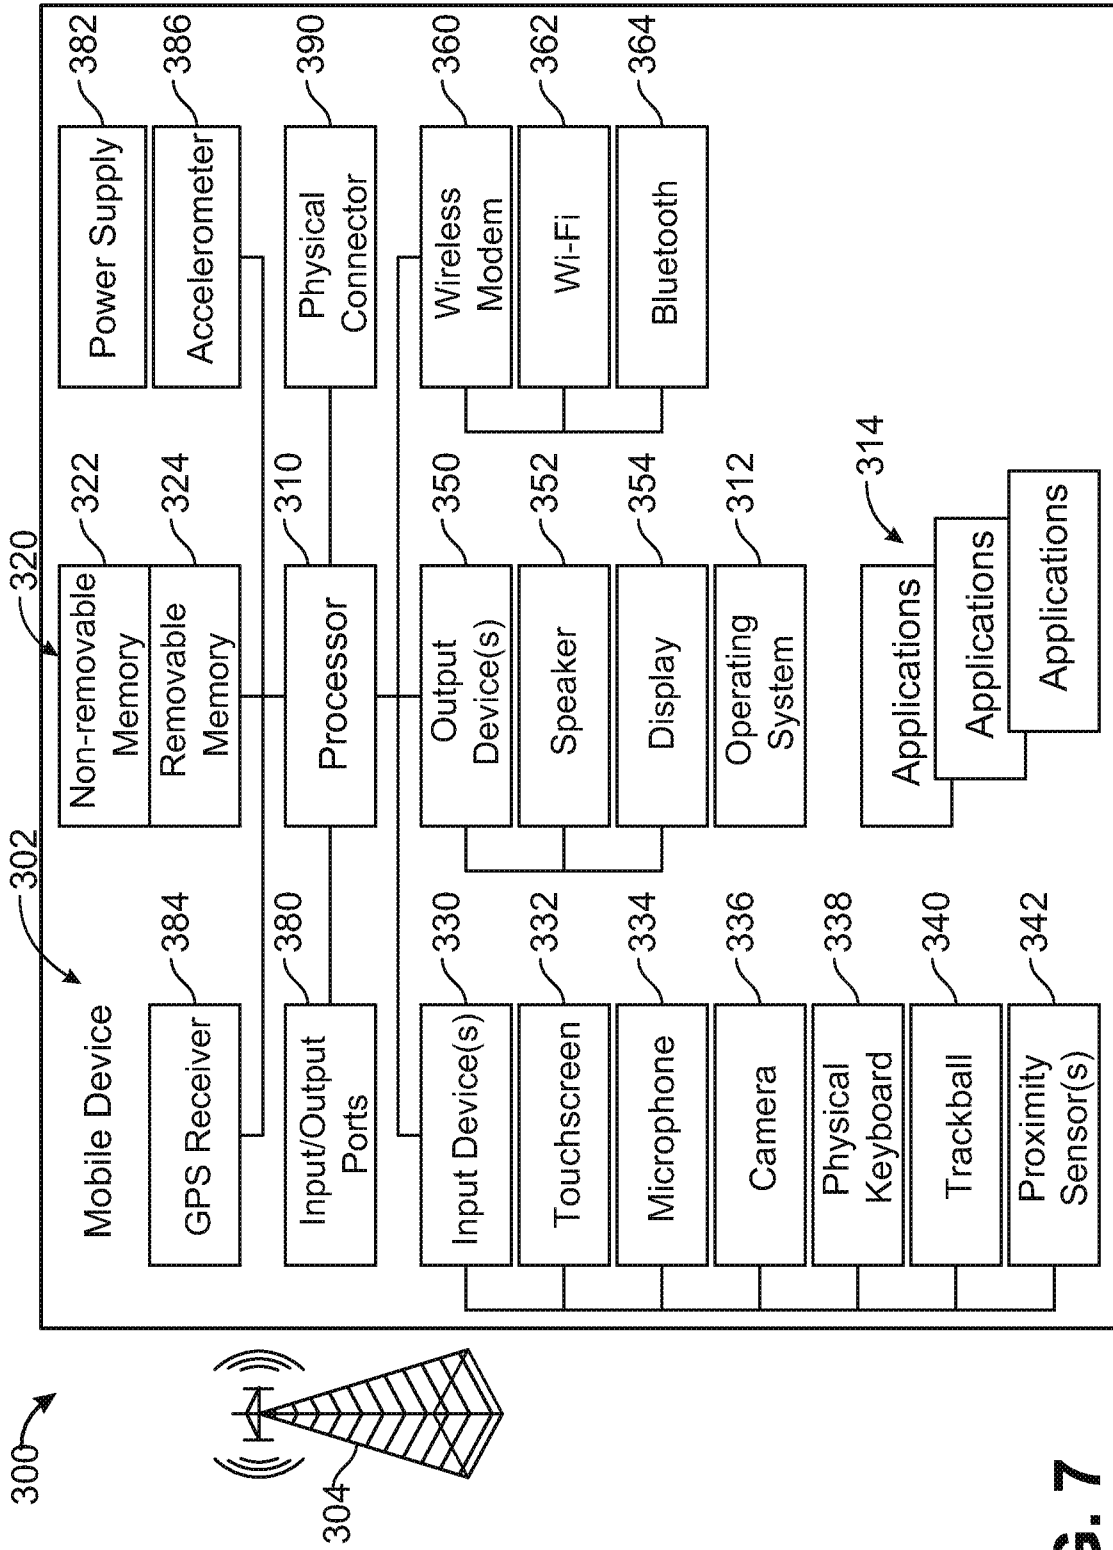 300
302
320
Mobile Device
Non-removable
Memory
322
Power Supply
382
GPS Receiver
384
Removable
Memory
324
Accelerometer
386
Input/Output
Ports
380
Processor
310
Physical
Connector
390
304
Input Device(s)
330
Output
Device(s)
350
Wireless
Modem
360
Touchscreen
332
Speaker
352
Wi-Fi
362
Microphone
334
Display
354
Bluetooth
364
Camera
336
Operating
System
312
Physical
Keyboard
338
Applications
314
Trackball
340
Applications
Proximity
Sensor(s)
342
Applications
G. 7